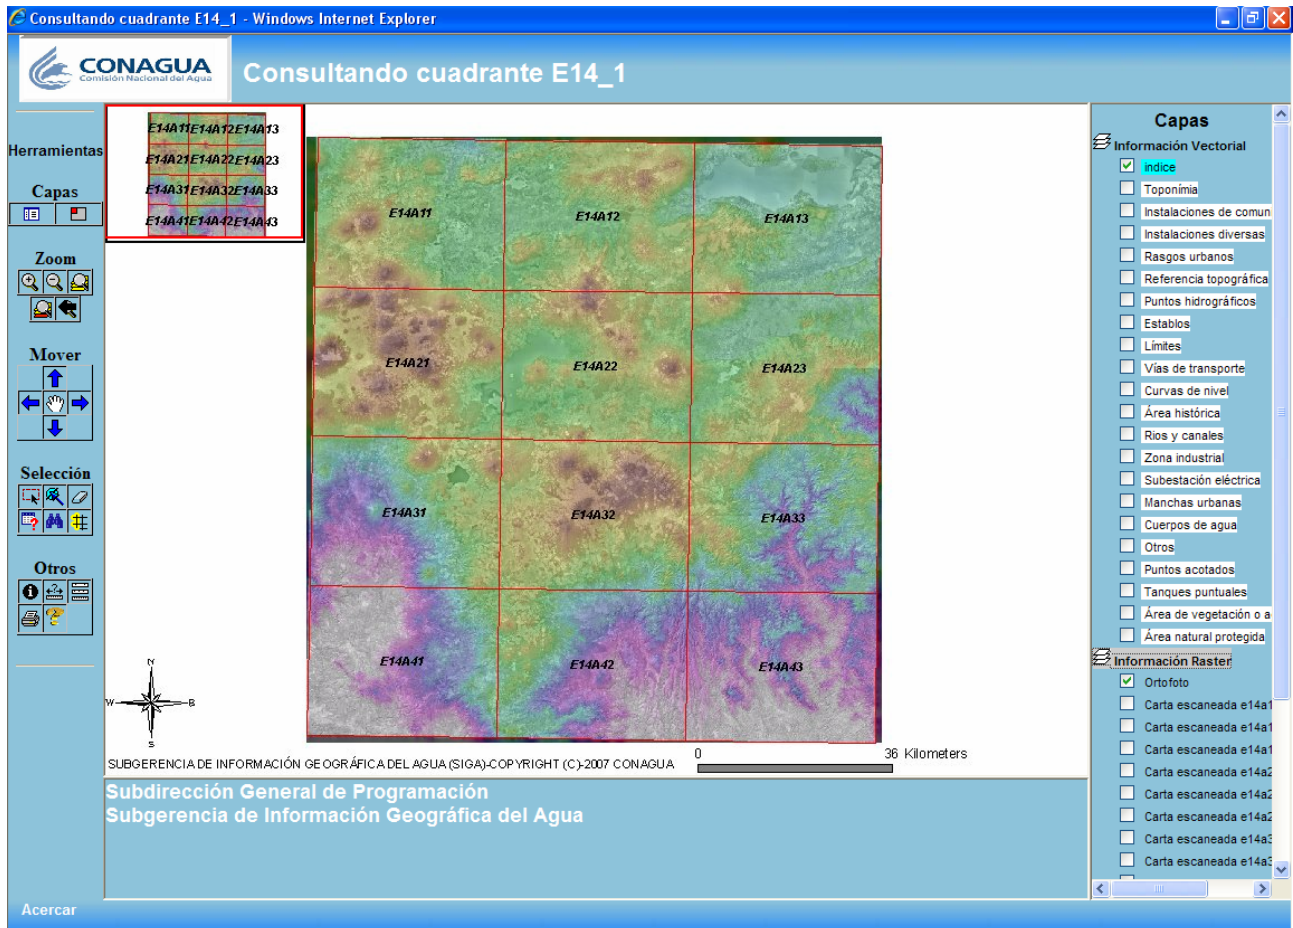 Consultando cuadrante E14_1 - Windows Internet Explorer
CONAGUA
Comisión Nacional del Agua
Consultando cuadrante E14_1
Herramientas
Capas
Zoom
Mover
Selección
Otros
E14A11 E14A12 E14A13
E14A21 E14A22 E14A23
E14A31 E14A32 E14A33
E14A41 E14A42 E14A43
E14A11 E14A12 E14A13
E14A21 E14A22 E14A23
E14A31 E14A32 E14A33
E14A41 E14A42 E14A43
N
W E
S
SUBGERENCIA DE INFORMACIÓN GEOGRÁFICA DEL AGUA (SIGA)-COPYRIGHT (C)-2007 CONAGUA
0 36 Kilometers
Capas
Información Vectorial
indice
Toponímia
Instalaciones de comun
Instalaciones diversas
Rasgos urbanos
Referencia topográfica
Puntos hidrográficos
Establos
Límites
Vías de transporte
Curvas de nivel
Área histórica
Rios y canales
Zona industrial
Subestación eléctrica
Manchas urbanas
Cuerpos de agua
Otros
Puntos acotados
Tanques puntuales
Área de vegetación o a
Área natural protegida
Información Raster
Ortofoto
Carta escaneada e14a1
Carta escaneada e14a1
Carta escaneada e14a1
Carta escaneada e14a2
Carta escaneada e14a2
Carta escaneada e14a2
Carta escaneada e14a3
Carta escaneada e14a3
Subdirección General de Programación
Subgerencia de Información Geográfica del Agua
Acercar